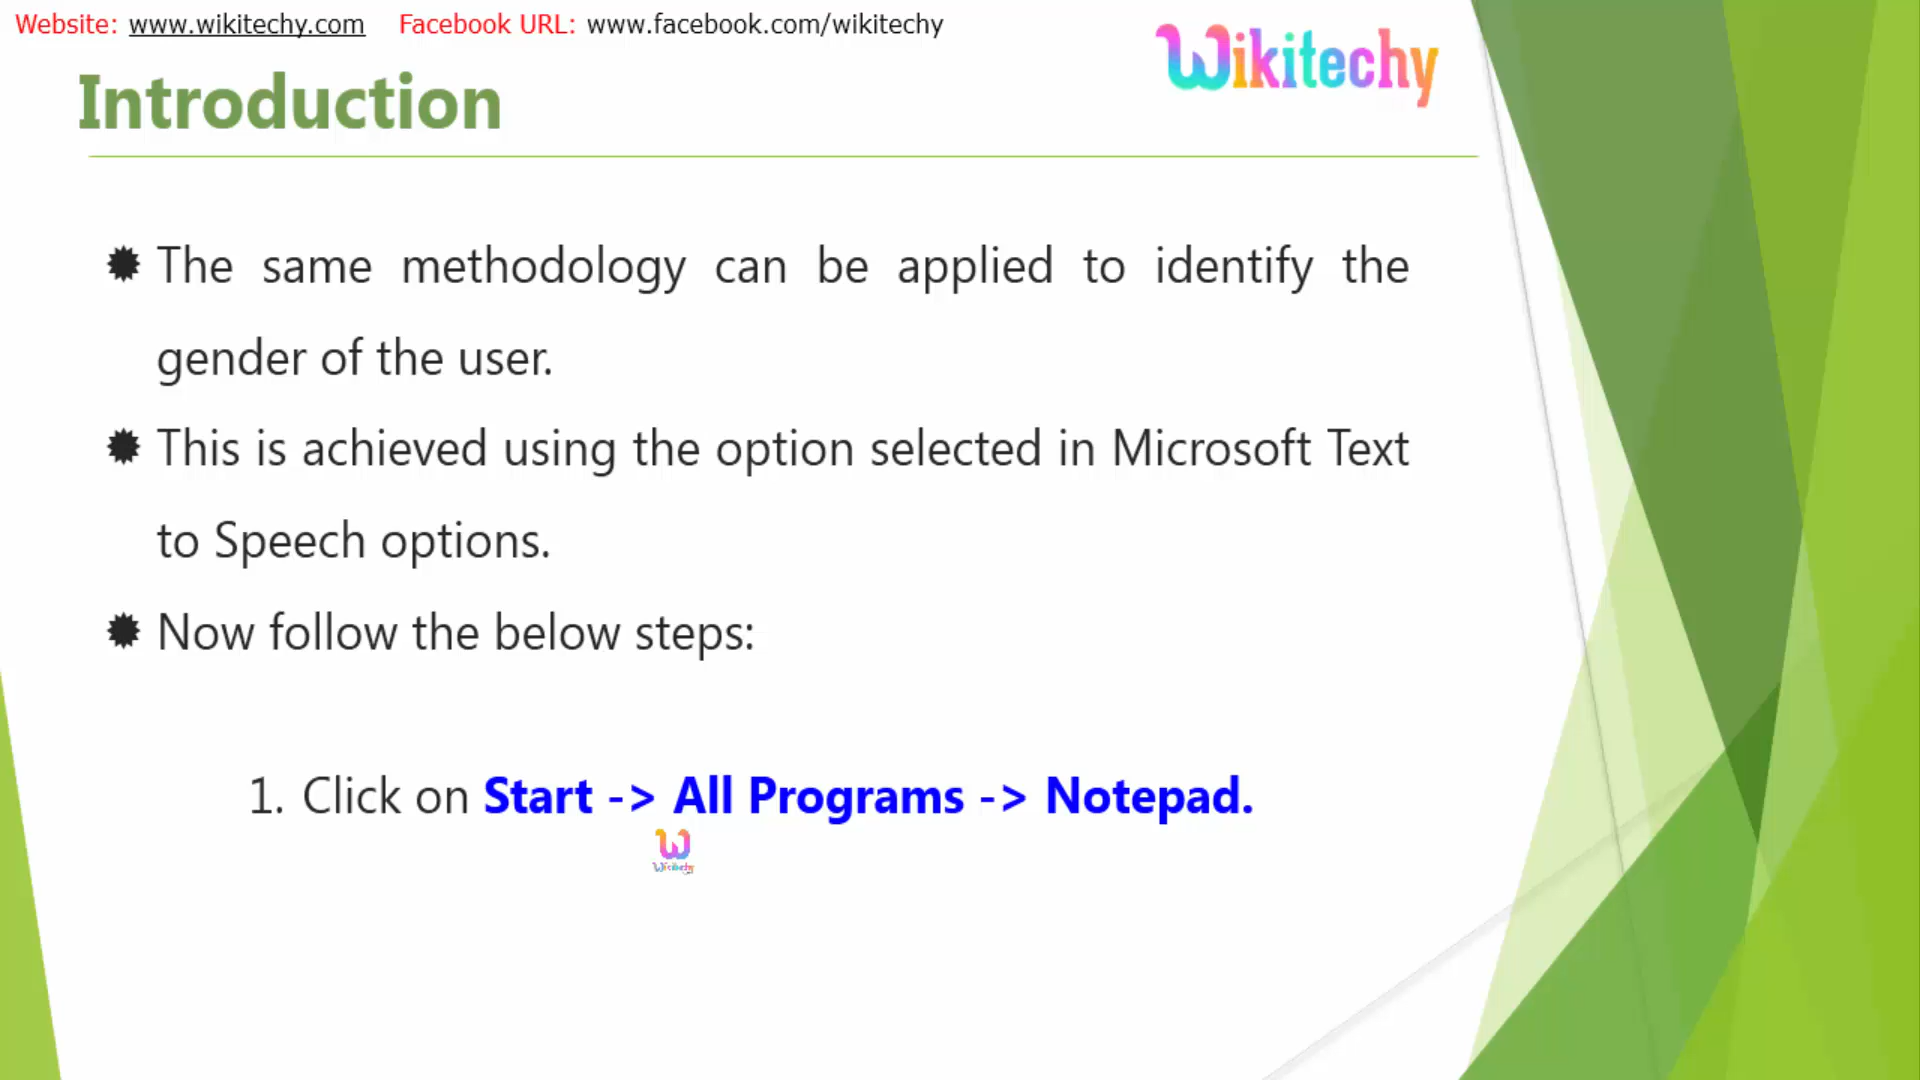 Website: www.wikitechy.com Facebook URL: www.facebook.com/wikitechy
Wikitechy
Introduction
The same methodology can be applied to identify the
gender of the user.
This is achieved using the option selected in Microsoft Text
to Speech options.
Now follow the below steps:
1. Click on Start -> All Programs -> Notepad.
W
Wikitechy